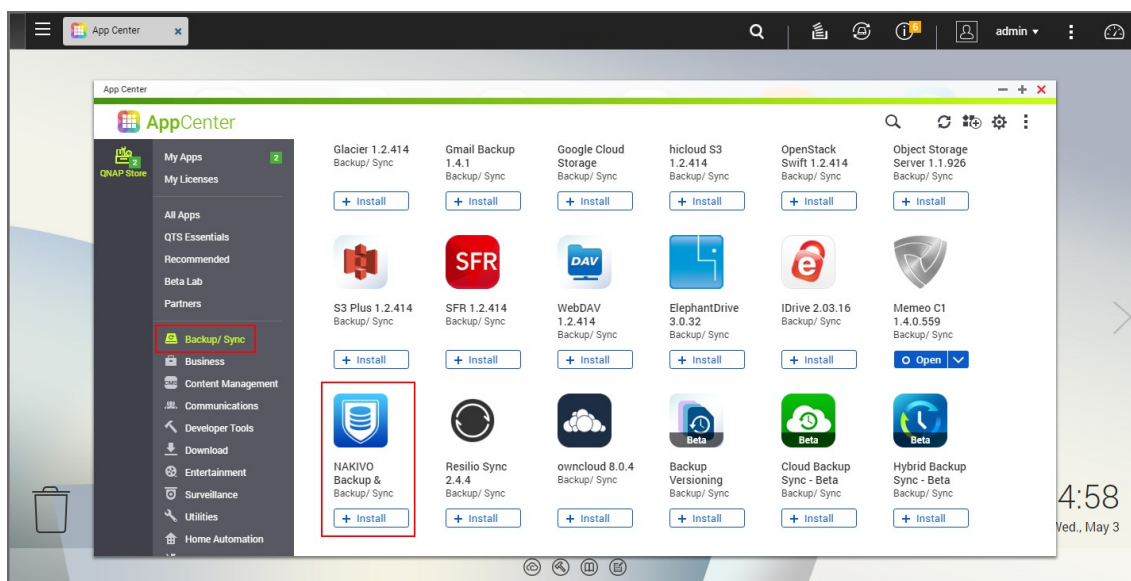 App Center
6
admin
App Center
AppCenter
2
QNAP Store
My Apps 2
My Licenses
All Apps
QTS Essentials
Recommended
Beta Lab
Partners
Backup/ Sync
Business
Content Management
Communications
Developer Tools
Download
Entertainment
Surveillance
Utilities
Home Automation
Glacier 1.2.414
Backup/ Sync
+ Install
Gmail Backup
1.4.1
Backup/ Sync
+ Install
Google Cloud
Storage
Backup/ Sync
+ Install
hicloud S3
1.2.414
Backup/ Sync
+ Install
OpenStack
Swift 1.2.414
Backup/ Sync
+ Install
Object Storage
Server 1.1.926
Backup/ Sync
+ Install
S3 Plus 1.2.414
Backup/ Sync
+ Install
SFR
SFR 1.2.414
Backup/ Sync
+ Install
DAV
WebDAV
1.2.414
Backup/ Sync
+ Install
ElephantDrive
3.0.32
Backup/ Sync
+ Install
e
IDrive 2.03.16
Backup/ Sync
+ Install
Memeo C1
1.4.0.559
Backup/ Sync
Open
NAKIVO
Backup &
Backup/ Sync
+ Install
Resilio Sync
2.4.4
Backup/ Sync
+ Install
owncloud 8.0.4
Backup/ Sync
+ Install
Beta
Backup
Versioning
Backup/ Sync
+ Install
Beta
Cloud Backup
Sync - Beta
Backup/ Sync
+ Install
Beta
Hybrid Backup
Sync - Beta
Backup/ Sync
+ Install
4:58
Wed., May 3